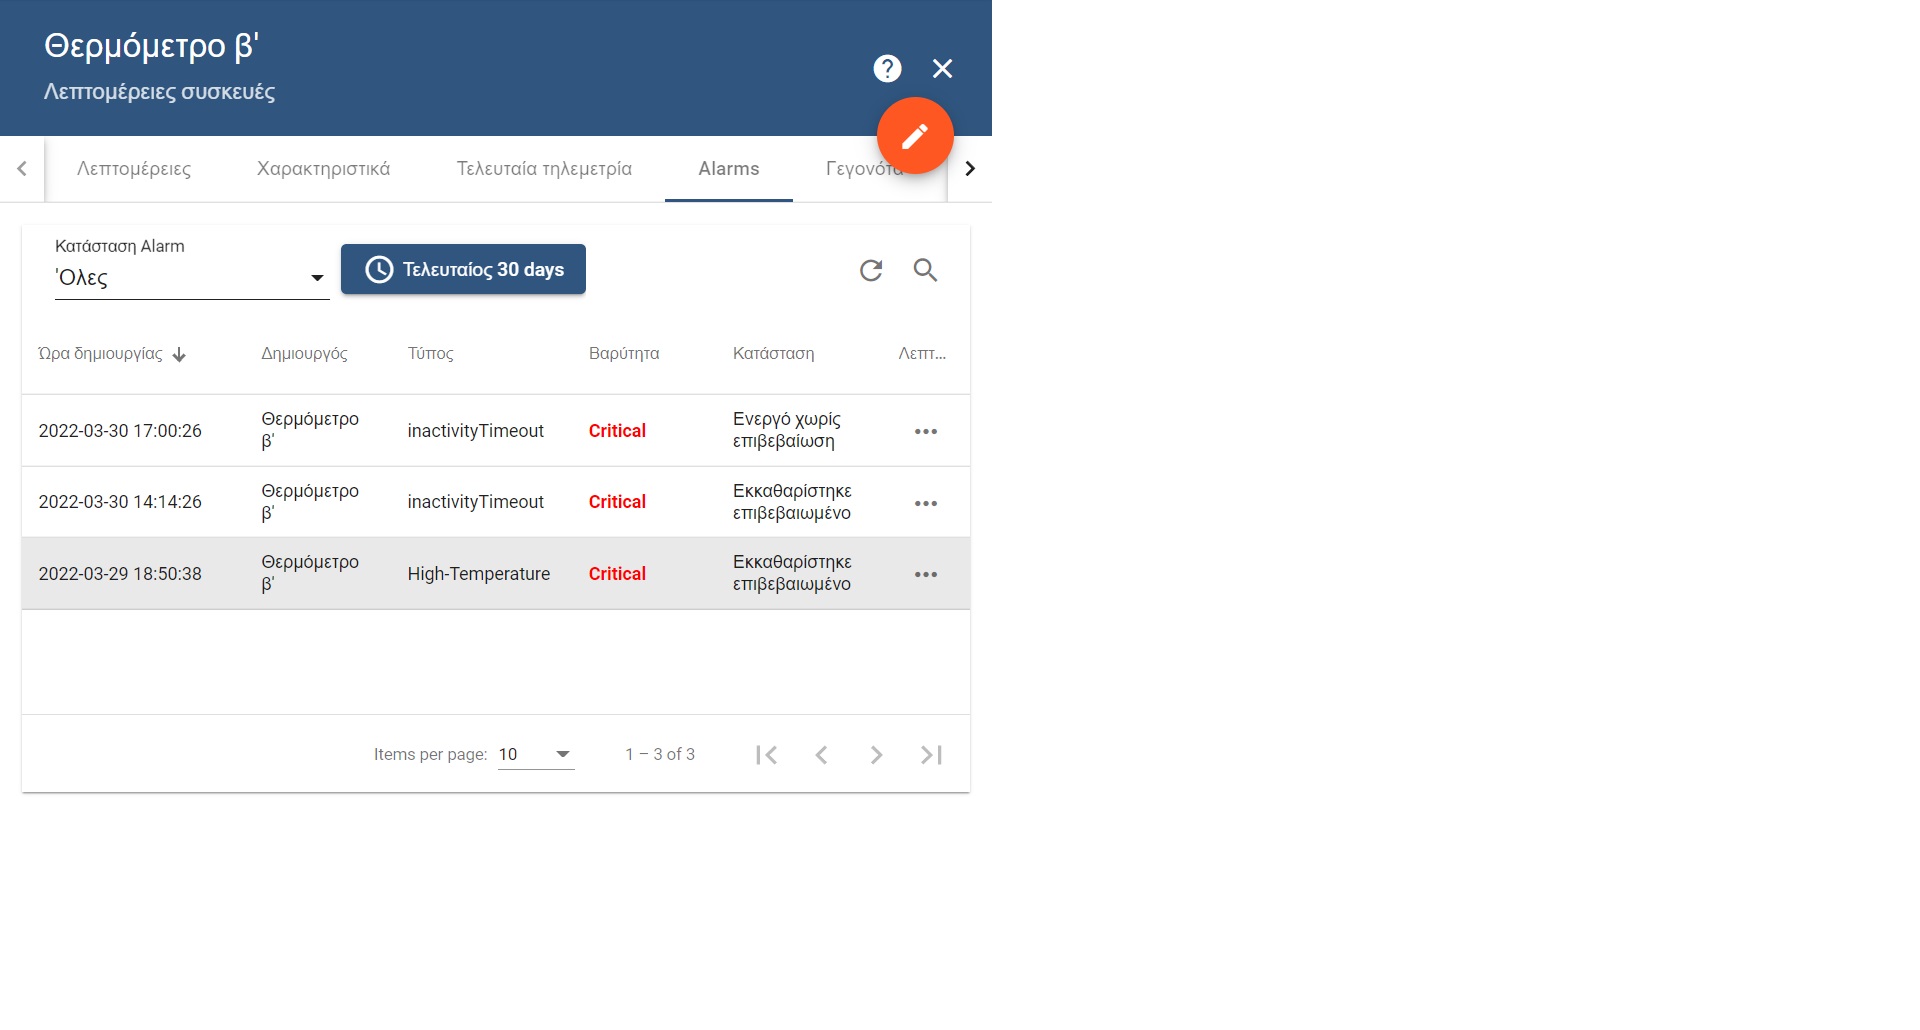 Θερμόμετρο β'
Λεπτομέρειες συσκευές
Λεπτομέρειες
Χαρακτηριστικά
Τελευταία τηλεμετρία
Alarms
Γεγονότα
Κατάσταση Alarm
'Ολες
Τελευταίος 30 days
Ώρα δημιουργίας
Δημιουργός
Τύπος
Βαρύτητα
Κατάσταση
Λεπτ...
2022-03-30 17:00:26
Θερμόμετρο
β'
inactivityTimeout
Critical
Ενεργό χωρίς
επιβεβαίωση
2022-03-30 14:14:26
Θερμόμετρο
β'
inactivityTimeout
Critical
Εκκαθαρίστηκε
επιβεβαιωμένο
2022-03-29 18:50:38
Θερμόμετρο
β'
High-Temperature
Critical
Εκκαθαρίστηκε
επιβεβαιωμένο
Items per page: 10
1 – 3 of 3